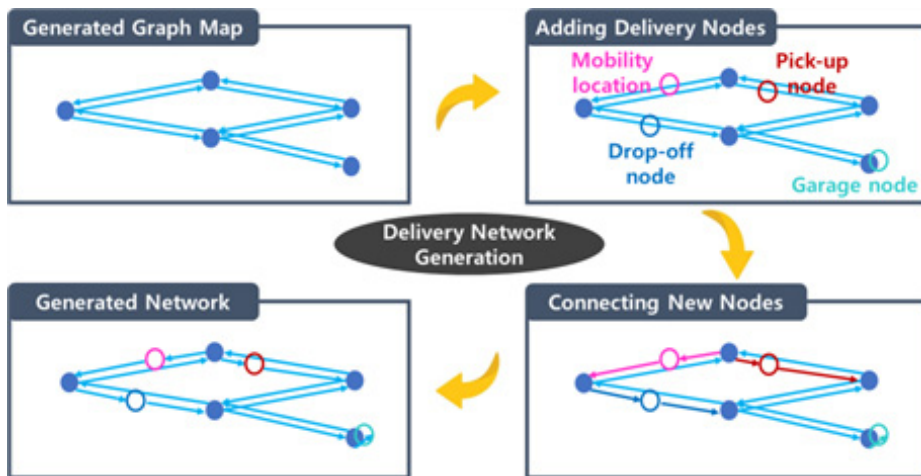 Generated Graph Map
Adding Delivery Nodes
Mobility
location
Pick-up
node
Drop-off
node
Garage node
Delivery Network
Generation
Generated Network
Connecting New Nodes